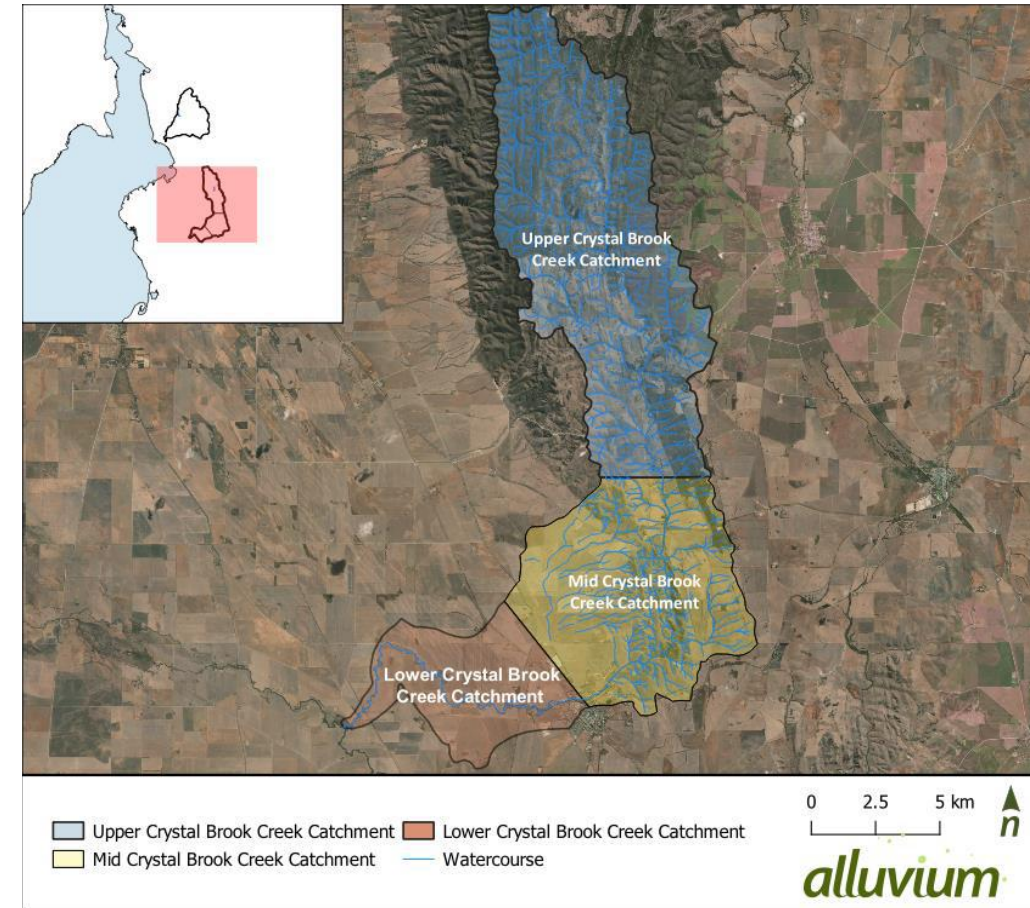 Upper Crystal Brook
Creek Catchment
Mid Crystal Brook
Creek Catchment
Lower Crystal Brook
Creek Catchment
0 2.5 5 km
n
Upper Crystal Brook Creek Catchment
Lower Crystal Brook Creek Catchment
Mid Crystal Brook Creek Catchment
Watercourse
alluvium